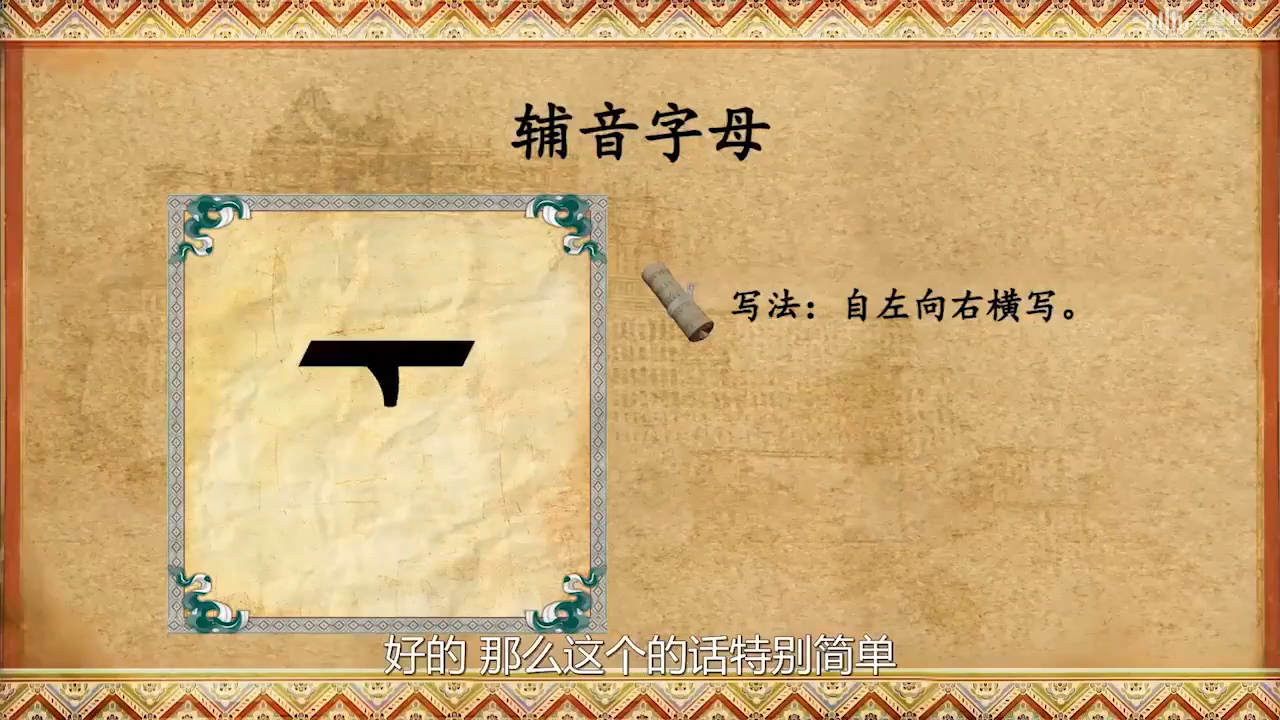 辅音字母
写法：自左向右横写。
好的 那么这个的话特别简单